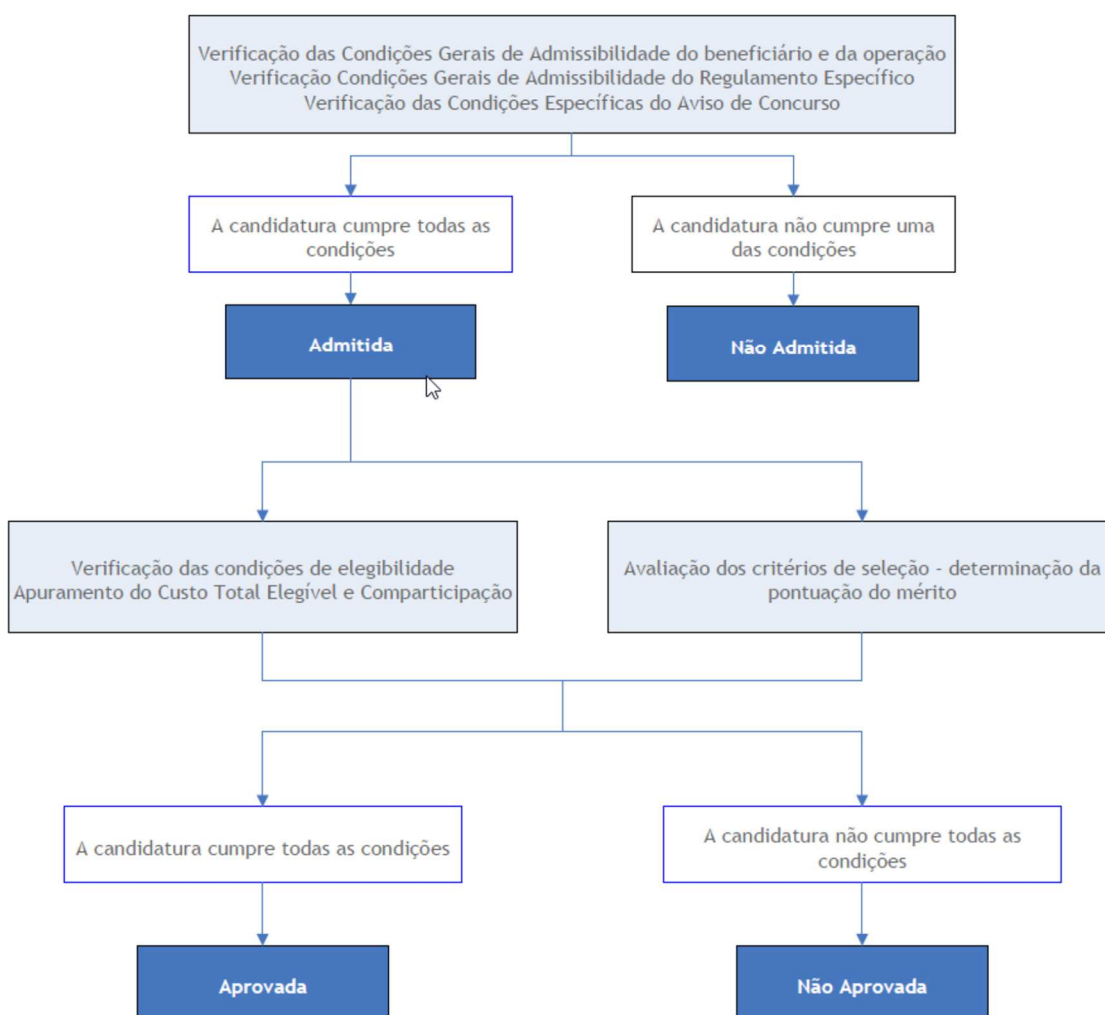 Verificação das Condições Gerais de Admissibilidade do beneficiário e da operação
Verificação Condições Gerais de Admissibilidade do Regulamento Específico
Verificação das Condições Específicas do Aviso de Concurso
A candidatura cumpre todas as
condições
A candidatura não cumpre uma
das condições
Admitida
Não Admitida
Verificação das condições de elegibilidade
Apuramento do Custo Total Elegível e Comparticipação
Avaliação dos critérios de seleção - determinação da
pontuação do mérito
A candidatura cumpre todas as condições
A candidatura não cumpre todas as
condições
Aprovada
Não Aprovada